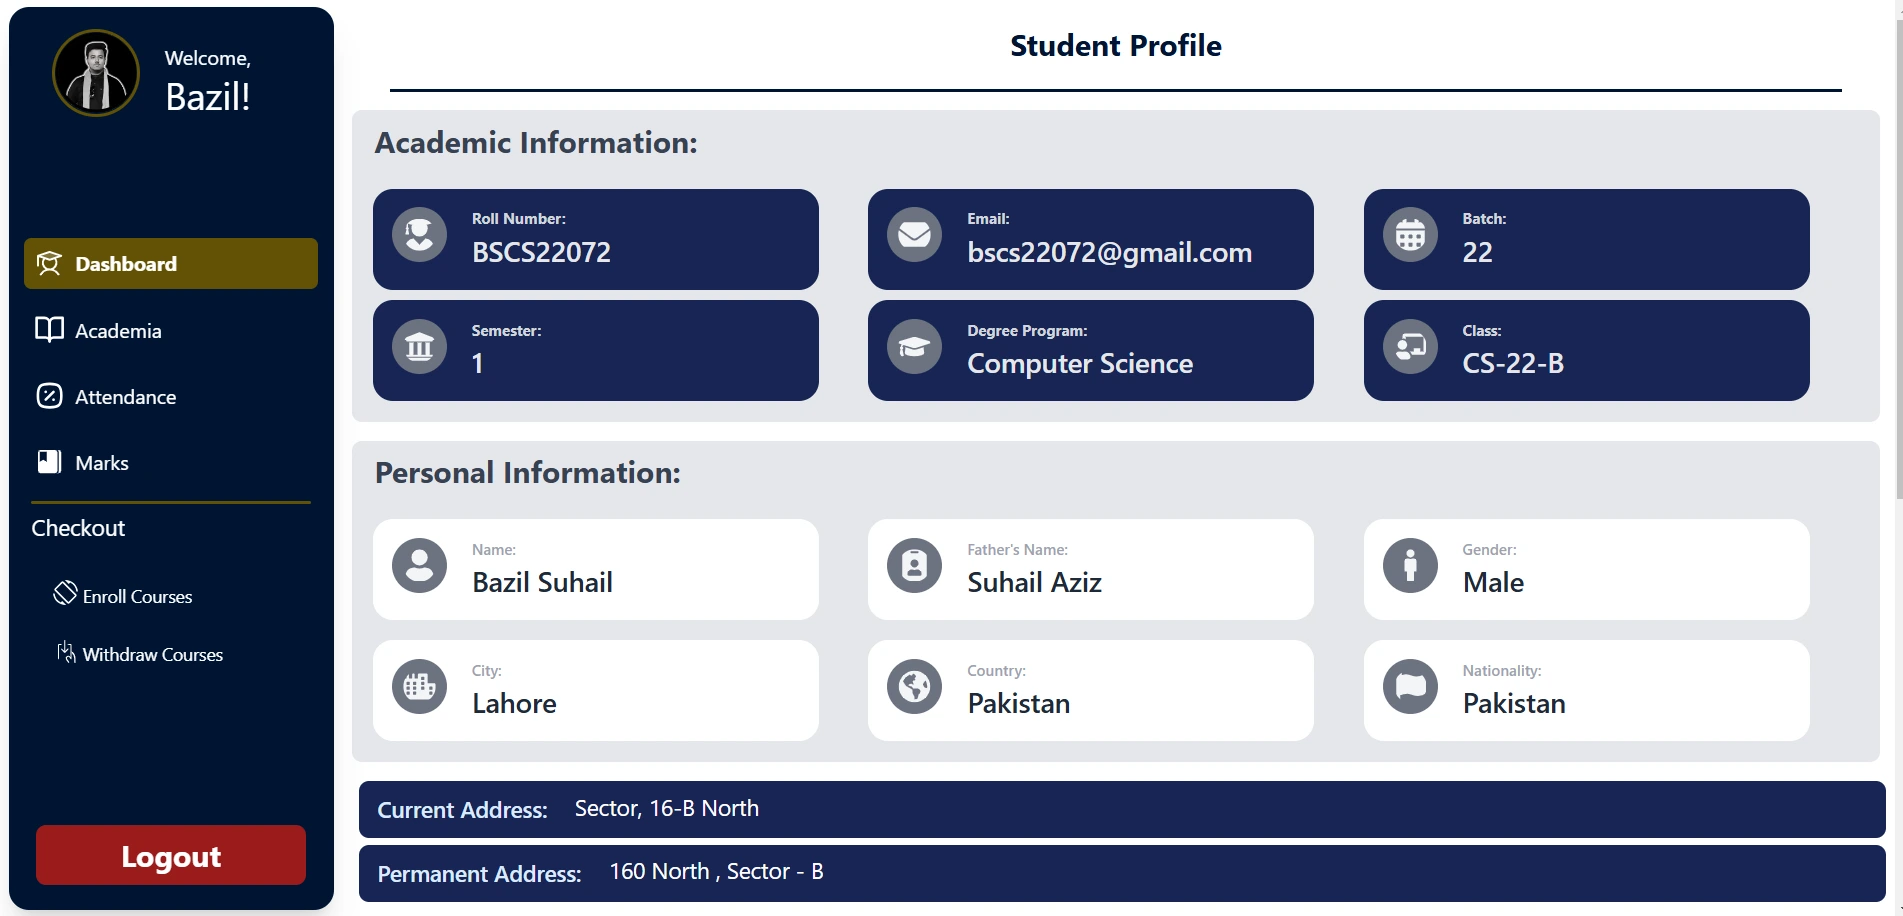 Welcome,
Bazil!
Dashboard
Academia
Attendance
Marks
Checkout
Enroll Courses
Withdraw Courses
Logout
Student Profile
Academic Information:
Roll Number:
BSCS22072
Email:
bscs22072@gmail.com
Batch:
22
Semester:
1
Degree Program:
Computer Science
Class:
CS-22-B
Personal Information:
Name:
Bazil Suhail
Father's Name:
Suhail Aziz
Gender:
Male
City:
Lahore
Country:
Pakistan
Nationality:
Pakistan
Current Address: Sector, 16-B North
Permanent Address: 160 North , Sector - B